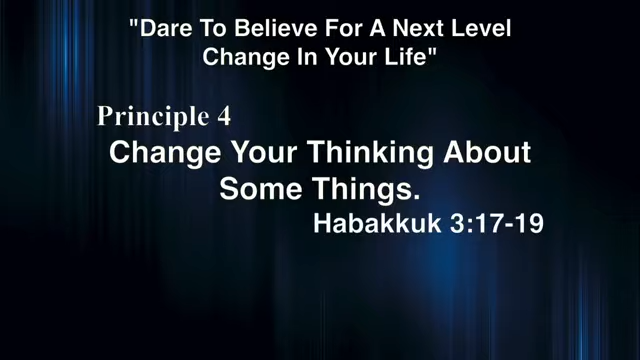 "Dare To Believe For A Next Level
Change In Your Life"
Principle 4
Change Your Thinking About
Some Things.
Habakkuk 3:17-19